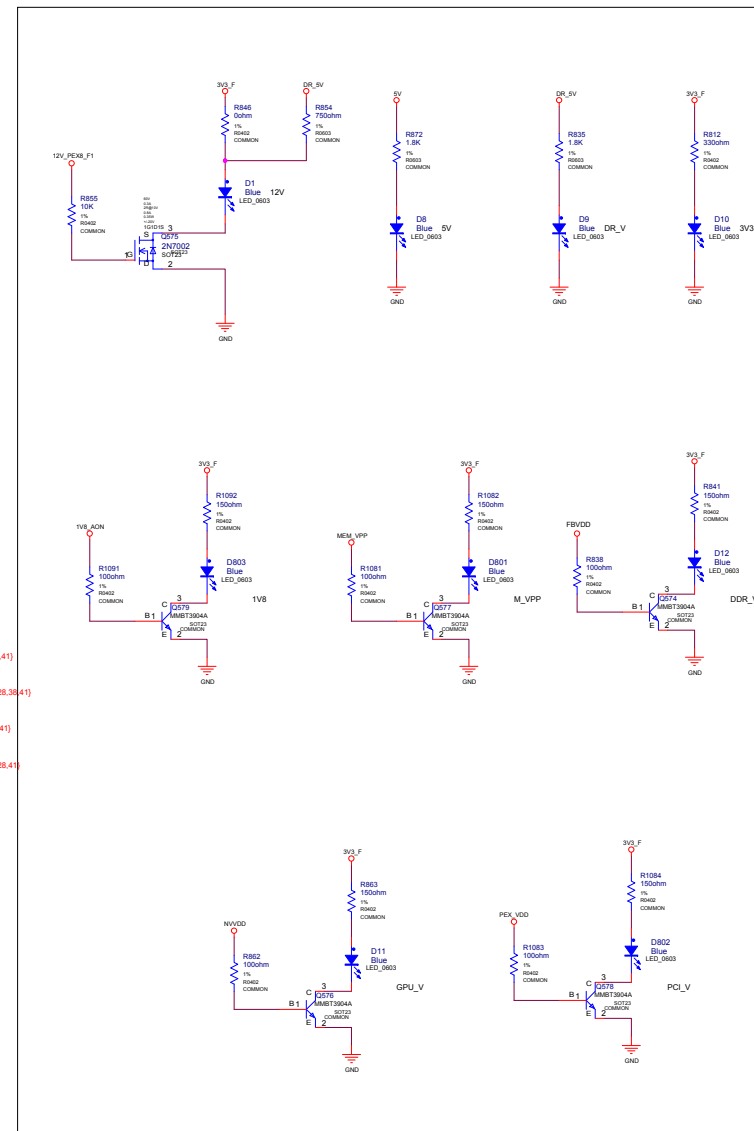 3V3_F
R846
0ohm
1%
R0402
COMMON
DR_5V
R854
750ohm
1%
R0603
COMMON
12V_PEX8_F1
R855
10K
1%
R0402
COMMON
D1
Blue 12V
LED_0603
1G1D1S
S 3
Q575
2N7002
SOT23
1G
D 2
GND
5V
R872
1.8K
1%
R0603
COMMON
D8
Blue 5V
LED_0603
GND
DR_5V
R835
1.8K
1%
R0603
COMMON
D9
Blue DR_V
LED_0603
GND
3V3_F
R812
330ohm
1%
R0402
COMMON
D10
Blue 3V3
LED_0603
GND
3V3_F
R1092
150ohm
1%
R0402
COMMON
1V8_AON
R1091
100ohm
1%
R0402
COMMON
D803
Blue
LED_0603
1V8
C 3
Q579
B 1 MMBT3904A
SOT23
COMMON
E 2
GND
3V3_F
R1082
150ohm
1%
R0402
COMMON
MEM_VPP
R1081
100ohm
1%
R0402
COMMON
D801
Blue
LED_0603
M_VPP
C 3
Q577
B 1 MMBT3904A
SOT23
COMMON
E 2
GND
3V3_F
R841
150ohm
1%
R0402
COMMON
FBVDD
R838
100ohm
1%
R0402
COMMON
D12
Blue
LED_0603
DDR_V
C 3
Q574
B 1 MMBT3904A
SOT23
COMMON
E 2
GND
,41}
28,38,41}
41}
28,41}
3V3_F
R863
150ohm
1%
R0402
COMMON
NVVDD
R862
100ohm
1%
R0402
COMMON
D11
Blue
LED_0603
GPU_V
C 3
Q576
B 1 MMBT3904A
SOT23
COMMON
E 2
GND
3V3_F
R1084
150ohm
1%
R0402
COMMON
PEX_VDD
R1083
100ohm
1%
R0402
COMMON
D802
Blue
LED_0603
PCI_V
C 3
Q578
B 1 MMBT3904A
SOT23
COMMON
E 2
GND